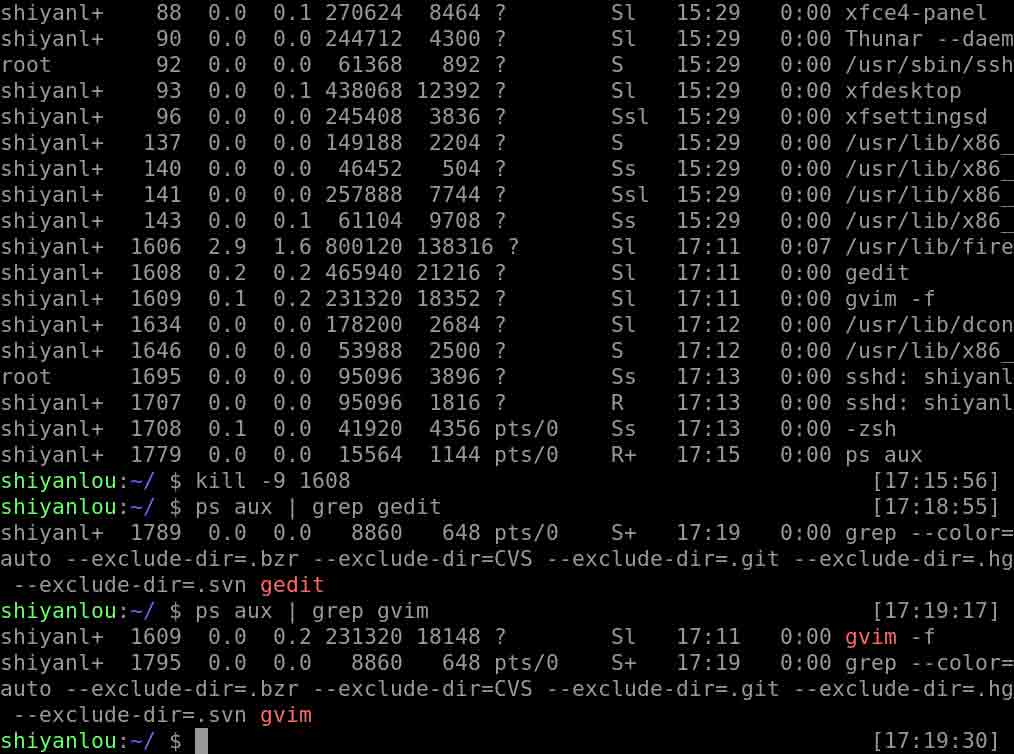 shiyanl+    88  0.0  0.1 270624  8464 ?        Sl   15:29   0:00 xfce4-panel
shiyanl+    90  0.0  0.0 244712  4300 ?        Sl   15:29   0:00 Thunar --daem
root        92  0.0  0.0  61368   892 ?        S    15:29   0:00 /usr/sbin/ssh
shiyanl+    93  0.0  0.1 438068 12392 ?        Sl   15:29   0:00 xfdesktop
shiyanl+    96  0.0  0.0 245408  3836 ?        Ssl  15:29   0:00 xfsettingsd
shiyanl+   137  0.0  0.0 149188  2204 ?        S    15:29   0:00 /usr/lib/x86_
shiyanl+   140  0.0  0.0  46452   504 ?        Ss   15:29   0:00 /usr/lib/x86_
shiyanl+   141  0.0  0.0 257888  7744 ?        Ssl  15:29   0:00 /usr/lib/x86_
shiyanl+   143  0.0  0.1  61104  9708 ?        Ss   15:29   0:00 /usr/lib/x86_
shiyanl+  1606  2.9  1.6 800120 138316 ?       Sl   17:11   0:07 /usr/lib/fire
shiyanl+  1608  0.2  0.2 465940 21216 ?        Sl   17:11   0:00 gedit
shiyanl+  1609  0.1  0.2 231320 18352 ?        Sl   17:11   0:00 gvim -f
shiyanl+  1634  0.0  0.0 178200  2684 ?        Sl   17:12   0:00 /usr/lib/dcon
shiyanl+  1646  0.0  0.0  53988  2500 ?        S    17:12   0:00 /usr/lib/x86_
root      1695  0.0  0.0  95096  3896 ?        Ss   17:13   0:00 sshd: shiyanl
shiyanl+  1707  0.0  0.0  95096  1816 ?        R    17:13   0:00 sshd: shiyanl
shiyanl+  1708  0.1  0.0  41920  4356 pts/0    Ss   17:13   0:00 -zsh
shiyanl+  1779  0.0  0.0  15564  1144 pts/0    R+   17:15   0:00 ps aux
shiyanlou:~/ $ kill -9 1608                                        [17:15:56]
shiyanlou:~/ $ ps aux | grep gedit                                 [17:18:55]
shiyanl+  1789  0.0  0.0   8860   648 pts/0    S+   17:19   0:00 grep --color=
auto --exclude-dir=.bzr --exclude-dir=CVS --exclude-dir=.git --exclude-dir=.hg
 --exclude-dir=.svn gedit
shiyanlou:~/ $ ps aux | grep gvim                                  [17:19:17]
shiyanl+  1609  0.0  0.2 231320 18148 ?        Sl   17:11   0:00 gvim -f
shiyanl+  1795  0.0  0.0   8860   648 pts/0    S+   17:19   0:00 grep --color=
auto --exclude-dir=.bzr --exclude-dir=CVS --exclude-dir=.git --exclude-dir=.hg
 --exclude-dir=.svn gvim
shiyanlou:~/ $                                                     [17:19:30]